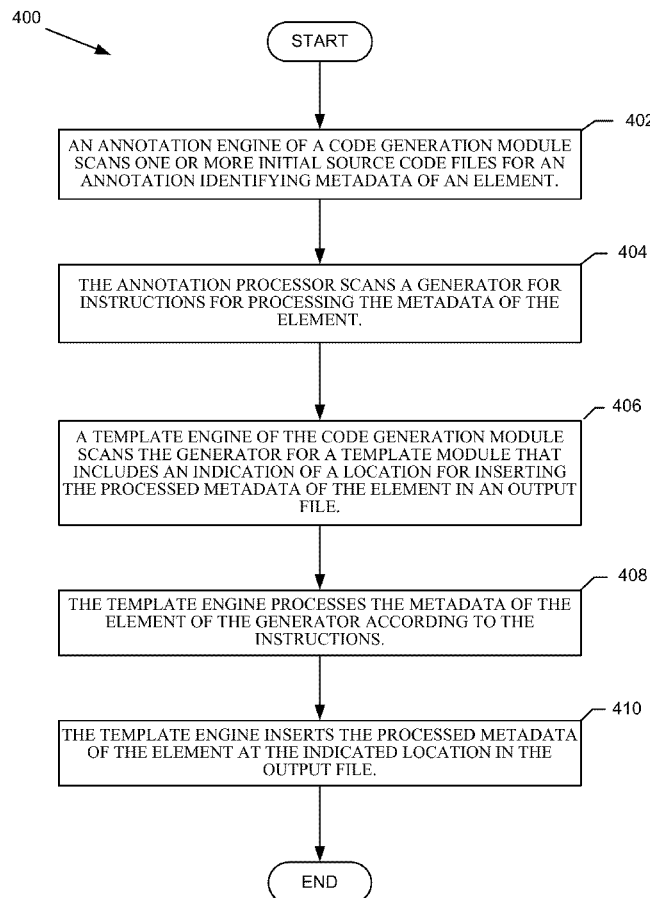 400
START
402
AN ANNOTATION ENGINE OF A CODE GENERATION MODULE
SCANS ONE OR MORE INITIAL SOURCE CODE FILES FOR AN
ANNOTATION IDENTIFYING METADATA OF AN ELEMENT.
404
THE ANNOTATION PROCESSOR SCANS A GENERATOR FOR
INSTRUCTIONS FOR PROCESSING THE METADATA OF THE
ELEMENT.
406
A TEMPLATE ENGINE OF THE CODE GENERATION MODULE
SCANS THE GENERATOR FOR A TEMPLATE MODULE THAT
INCLUDES AN INDICATION OF A LOCATION FOR INSERTING
THE PROCESSED METADATA OF THE ELEMENT IN AN OUTPUT
FILE.
408
THE TEMPLATE ENGINE PROCESSES THE METADATA OF THE
ELEMENT OF THE GENERATOR ACCORDING TO THE
INSTRUCTIONS.
410
THE TEMPLATE ENGINE INSERTS THE PROCESSED METADATA
OF THE ELEMENT AT THE INDICATED LOCATION IN THE
OUTPUT FILE.
END